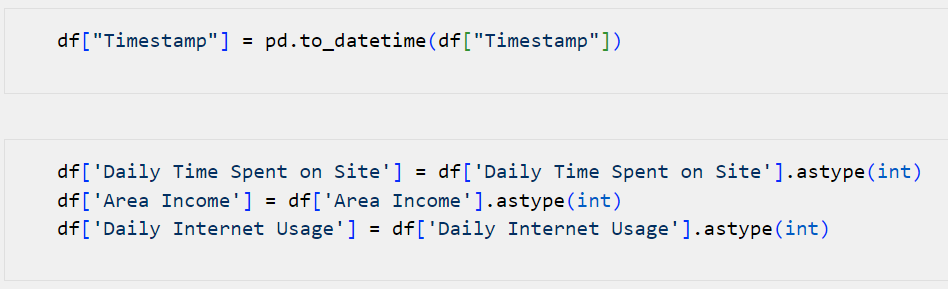 df["Timestamp"] = pd.to_datetime(df["Timestamp"])
df['Daily Time Spent on Site'] = df['Daily Time Spent on Site'].astype(int)
df['Area Income'] = df['Area Income'].astype(int)
df['Daily Internet Usage'] = df['Daily Internet Usage'].astype(int)